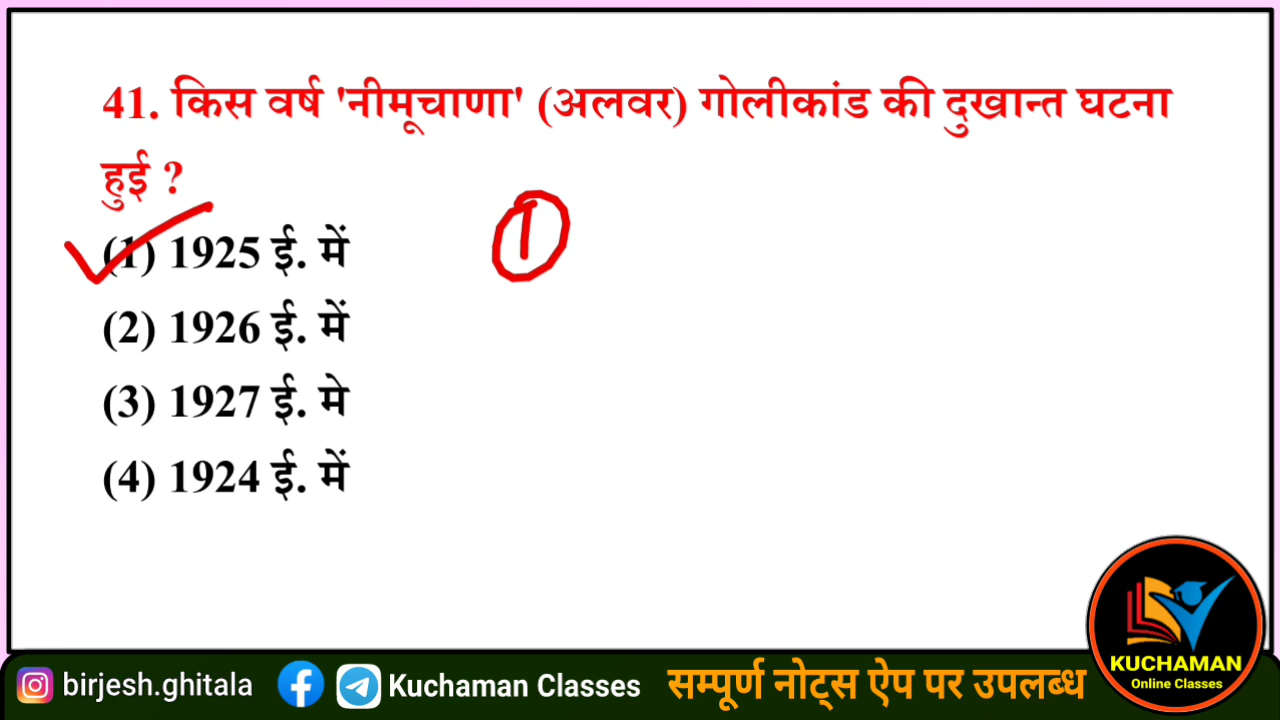 41. किस वर्ष 'नीमूचाणा' (अलवर) गोलीकांड की दुखान्त घटना
हुई ?
(1) 1925 ई. में
1
(2) 1926 ई. में
(3) 1927 ई. मे
(4) 1924 ई. में
KUCHAMAN
Online Classes
birjesh.ghitala
Kuchaman Classes
सम्पूर्ण नोट्स ऐप पर उपलब्ध